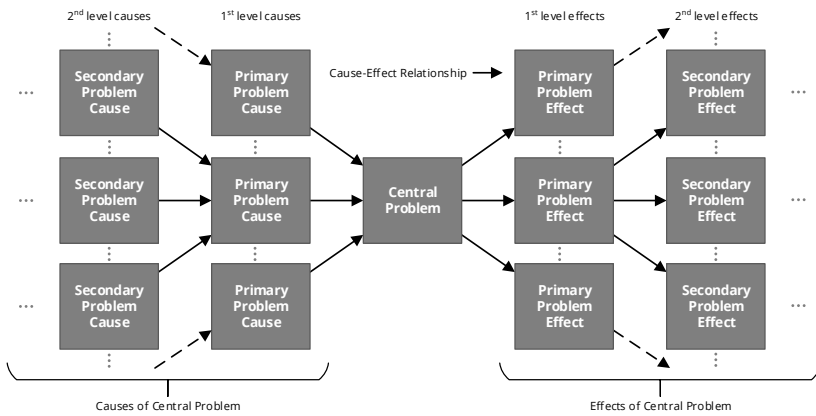 2nd level causes
1st level causes
1st level effects
2nd level effects
Secondary
Problem
Cause
Primary
Problem
Cause
Cause-Effect Relationship
Primary
Problem
Effect
Secondary
Problem
Effect
Secondary
Problem
Cause
Primary
Problem
Cause
Central
Problem
Primary
Problem
Effect
Secondary
Problem
Effect
Secondary
Problem
Cause
Primary
Problem
Cause
Primary
Problem
Effect
Secondary
Problem
Effect
Causes of Central Problem
Effects of Central Problem